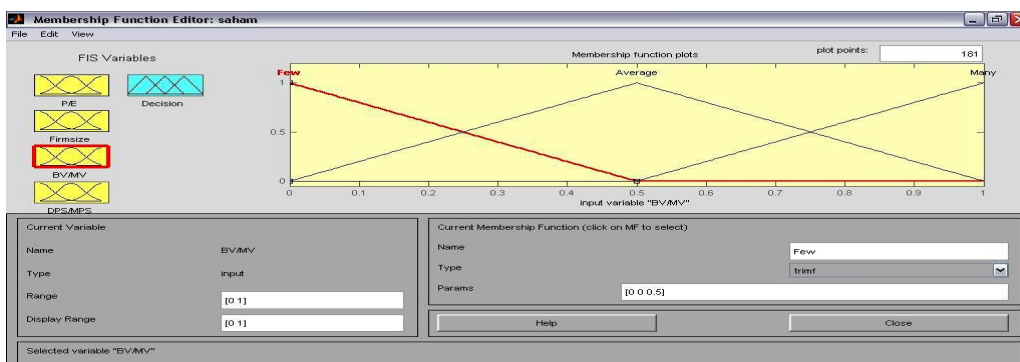 Membership Function Editor: saham
File Edit View
FIS Variables
P/E
Decision
Firmsize
BV/MV
DPS/MPS
Membership function plots
plot points: 181
Few Average Many
1
0.5
0
0 0.1 0.2 0.3 0.4 0.5 0.6 0.7 0.8 0.9 1
input variable "BV/MV"
Current Variable
Name BV/MV
Type input
Range [0 1]
Display Range [0 1]
Current Membership Function (click on MF to select)
Name Few
Type trimf
Params [0 0 0.5]
Help Close
Selected variable "BV/MV"